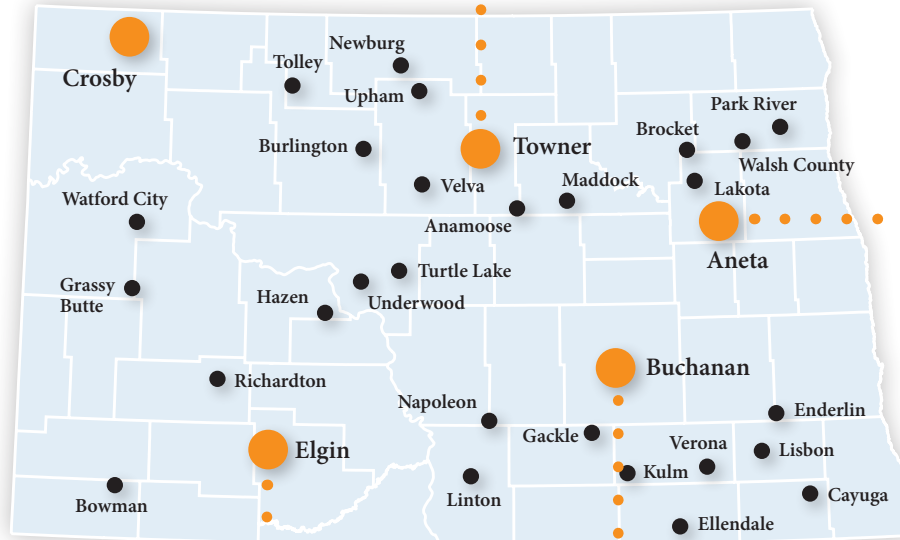 Newburg
Tolley
Crosby
Upham
Park River
Brocket
Burlington
Towner
Walsh County
Maddock
Velva
Lakota
Watford City
Anamoose
Aneta
Turtle Lake
Grassy
Butte
Hazen
Underwood
Buchanan
Richardton
Napoleon
Enderlin
Gackle
Verona
Elgin
Lisbon
Kulm
Linton
Cayuga
Bowman
Ellendale